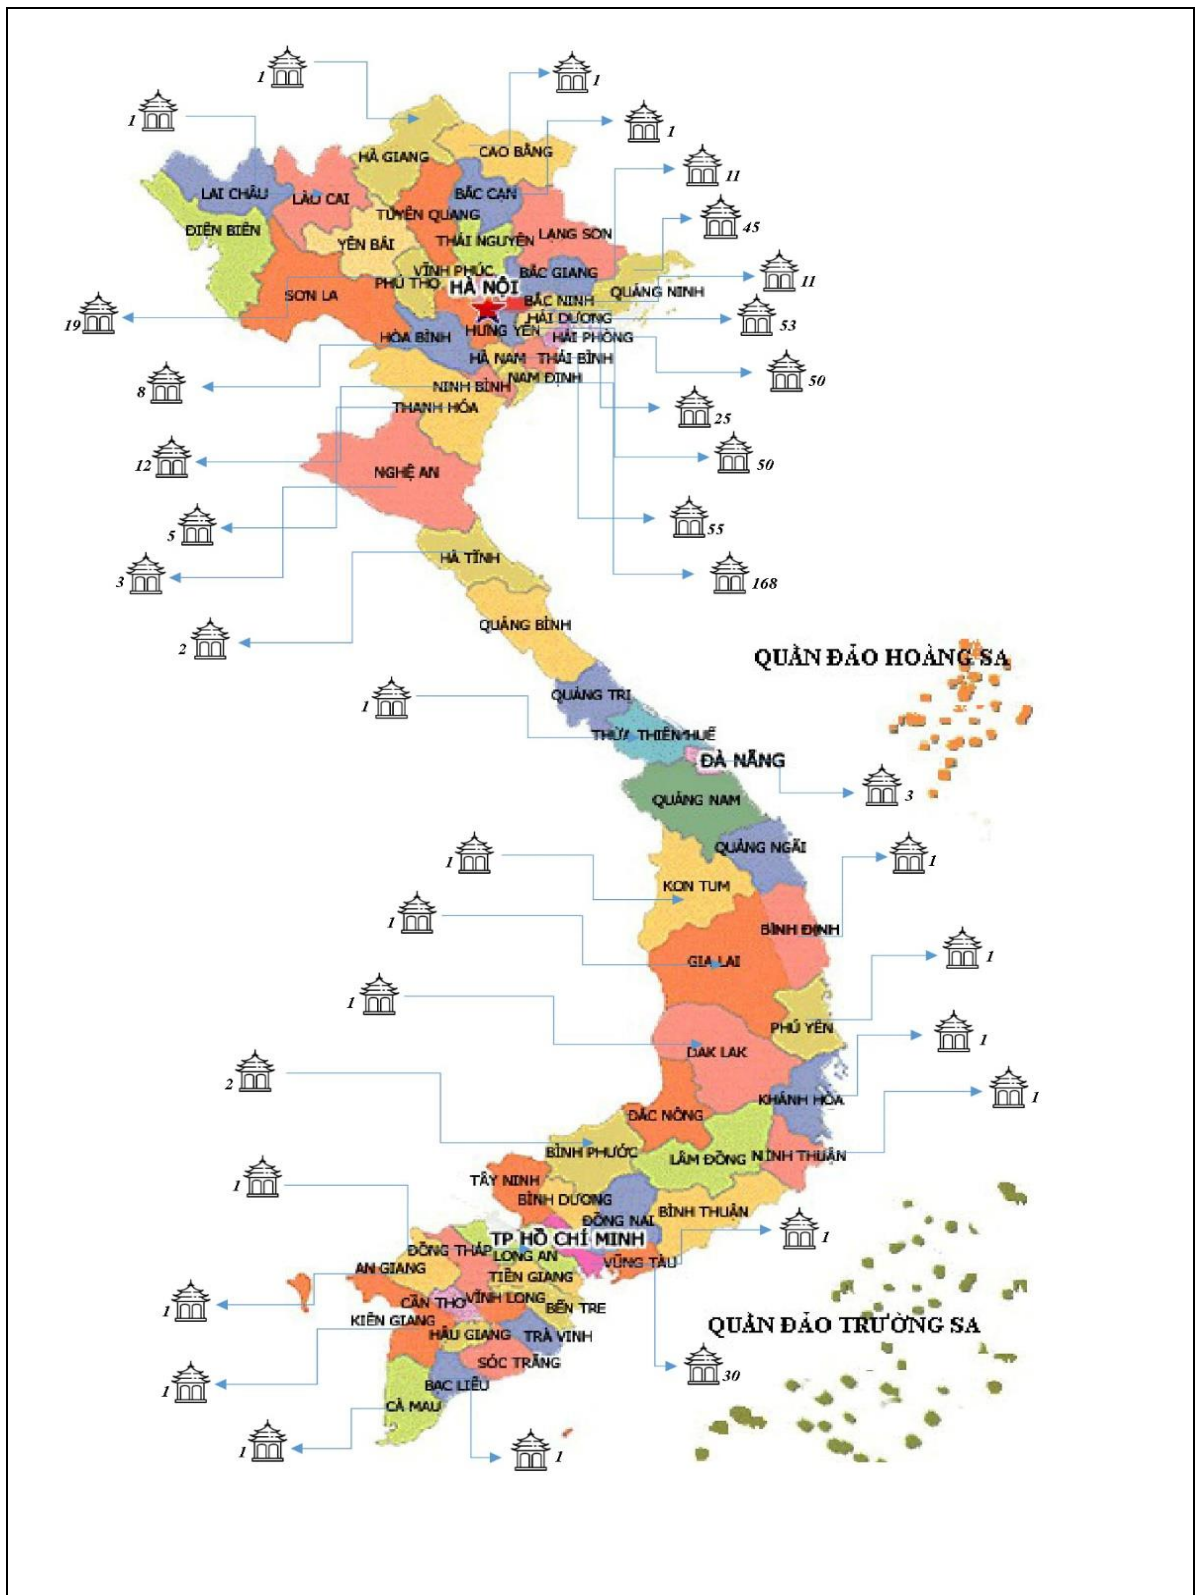 1
1
1
1
HÀ GIANG
CAO BẰNG
11
LAI CHÂU
LÀO CAI
BẮC CẠN
TUYÊN QUANG
45
ĐIỆN BIÊN
YÊN BÁI
THÁI NGUYÊN
LẠNG SƠN
VĨNH PHÚC
BẮC GIANG
11
SƠN LA
PHÚ THỌ
HÀ NỘI
BẮC NINH
QUẢNG NINH
19
HẢI DƯƠNG
53
HÒA BÌNH
HƯNG YÊN
HẢI PHÒNG
HÀ NAM
THÁI BÌNH
50
8
NINH BÌNH
NAM ĐỊNH
THANH HÓA
25
12
NGHỆ AN
50
5
55
3
HÀ TĨNH
168
2
QUẢNG BÌNH
QUẦN ĐẢO HOÀNG SA
1
QUẢNG TRỊ
THỪA THIÊN HUẾ
ĐÀ NẴNG
QUẢNG NAM
3
1
QUẢNG NGÃI
1
KON TUM
1
BÌNH ĐỊNH
GIA LAI
1
1
PHÚ YÊN
1
DAK LAK
2
KHÁNH HÒA
1
ĐẮC NÔNG
BÌNH PHƯỚC
LÂM ĐỒNG
NINH THUẬN
1
TÂY NINH
BÌNH DƯƠNG
BÌNH THUẬN
ĐỒNG NAI
1
TP HỒ CHÍ MINH
ĐỒNG THÁP
LONG AN
VŨNG TÀU
AN GIANG
TIỀN GIANG
1
CẦN THƠ
VĨNH LONG
BẾN TRE
KIÊN GIANG
HẬU GIANG
TRÀ VINH
QUẦN ĐẢO TRƯỜNG SA
SÓC TRĂNG
30
1
BẠC LIÊU
CÀ MAU
1
1